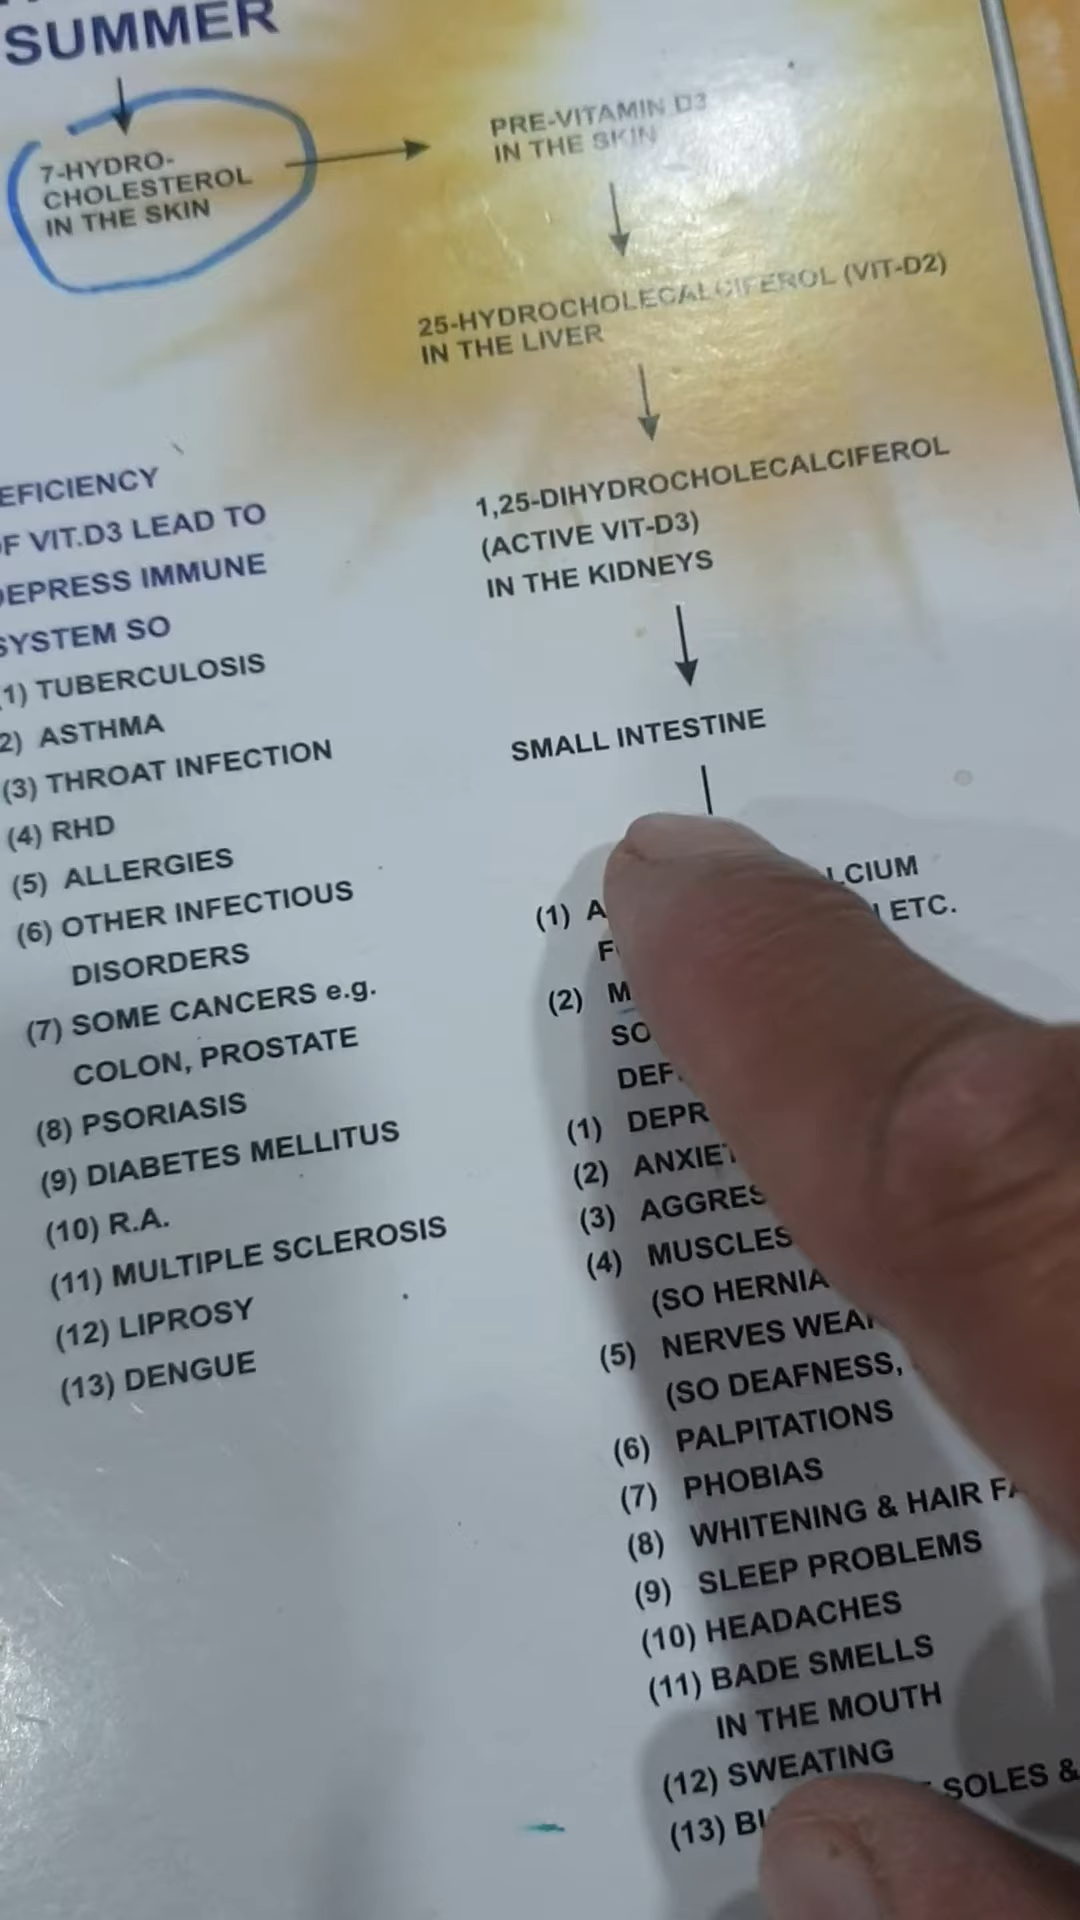 SUMMER
7-HYDRO-
CHOLESTEROL
IN THE SKIN
PRE-VITAMIN D3
IN THE SKIN
25-HYDROCHOLECALCIFEROL (VIT-D2)
IN THE LIVER
1,25-DIHYDROCHOLECALCIFEROL
(ACTIVE VIT-D3)
IN THE KIDNEYS
SMALL INTESTINE
EFICIENCY
OF VIT.D3 LEAD TO
DEPRESS IMMUNE
SYSTEM SO
(1) TUBERCULOSIS
(2) ASTHMA
(3) THROAT INFECTION
(4) RHD
(5) ALLERGIES
(6) OTHER INFECTIOUS
DISORDERS
(7) SOME CANCERS e.g.
COLON, PROSTATE
(8) PSORIASIS
(9) DIABETES MELLITUS
(10) R.A.
(11) MULTIPLE SCLEROSIS
(12) LIPROSY
(13) DENGUE
(1) A LCIUM
F ETC.
(2) M
SO
DEF
(1) DEPR
(2) ANXIE
(3) AGGRES
(4) MUSCLES
(SO HERNIA
(5) NERVES WEA
(SO DEAFNESS,
(6) PALPITATIONS
(7) PHOBIAS
(8) WHITENING & HAIR F
(9) SLEEP PROBLEMS
(10) HEADACHES
(11) BADE SMELLS
IN THE MOUTH
(12) SWEATING
(13) BU SOLES &